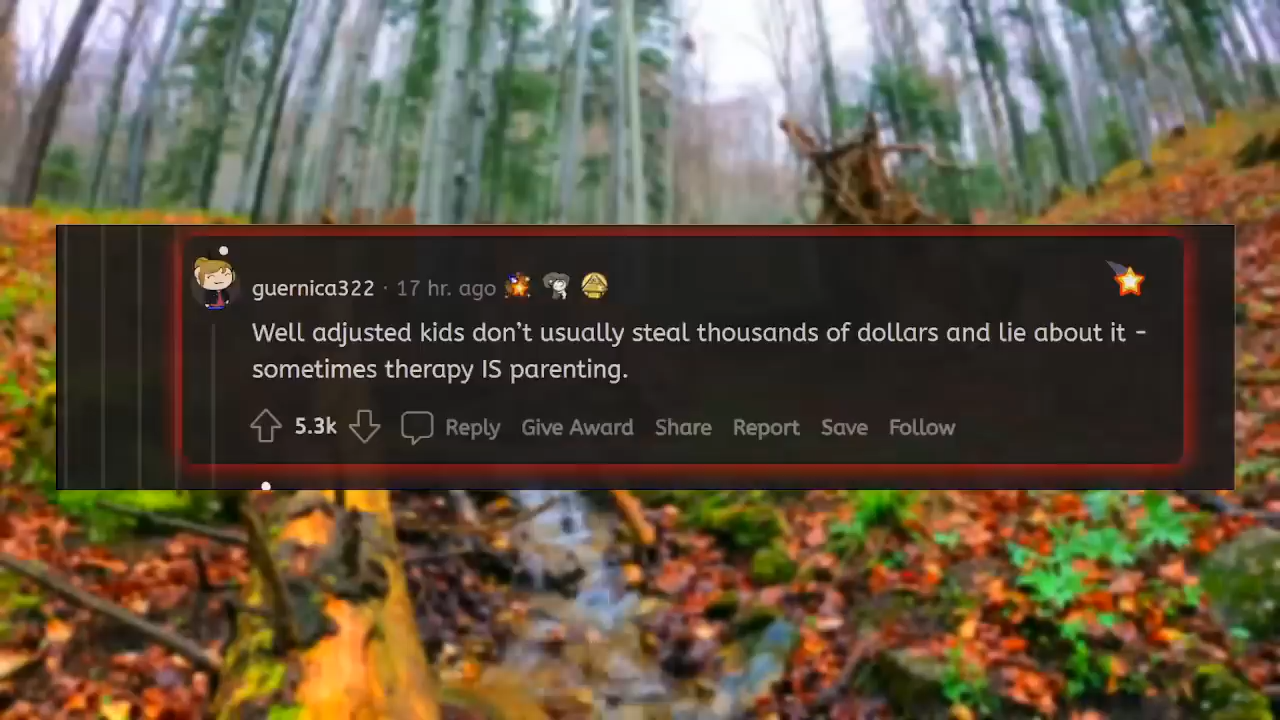 guernica322 · 17 hr. ago
Well adjusted kids don’t usually steal thousands of dollars and lie about it -
sometimes therapy IS parenting.
5.3k Reply Give Award Share Report Save Follow